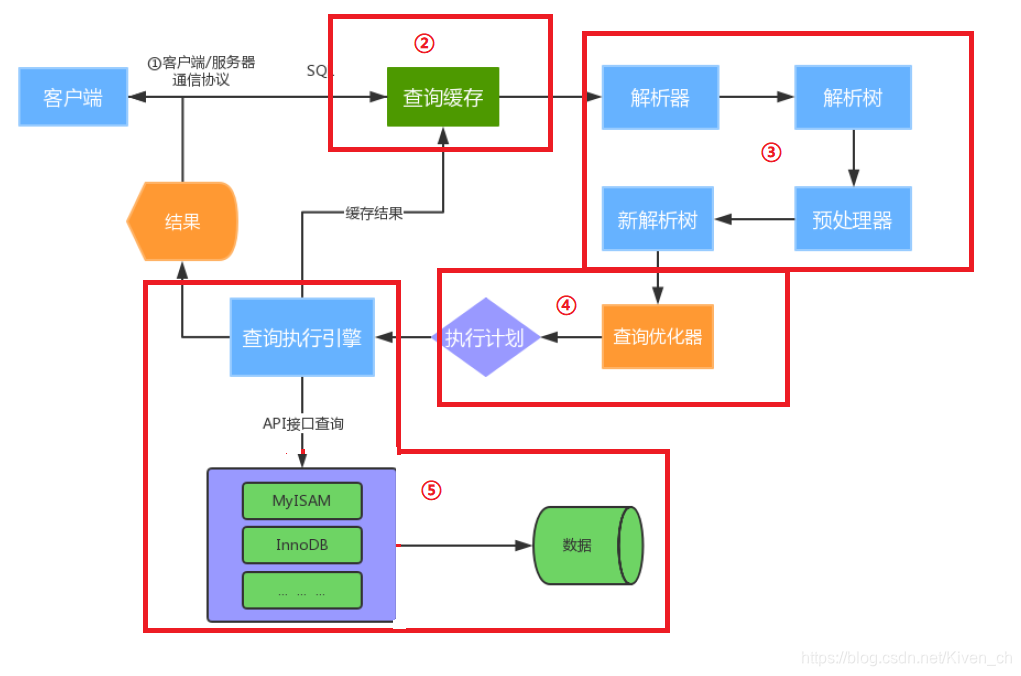 ①客户端/服务器
通信协议
SQL
②
客户端
查询缓存
解析器
解析树
③
结果
缓存结果
新解析树
预处理器
④
查询执行引擎
执行计划
查询优化器
API接口查询
⑤
MyISAM
InnoDB
... ... ...
数据
https://blog.csdn.net/Kiven_ch